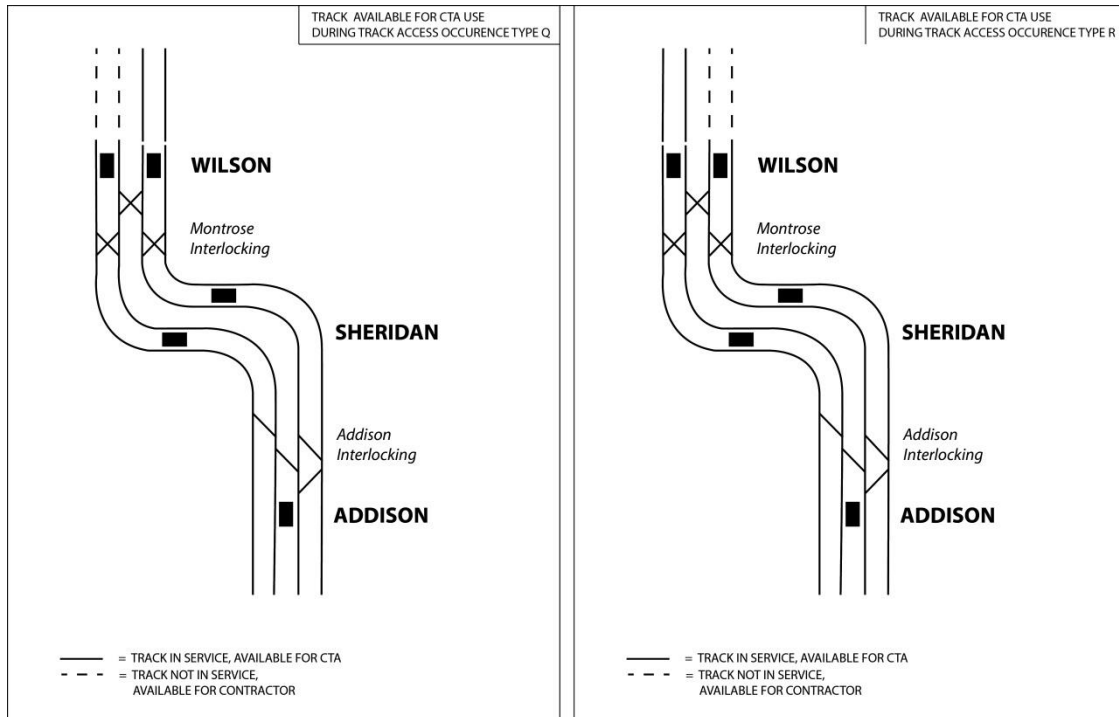 TRACK AVAILABLE FOR CTA USE
DURING TRACK ACCESS OCCURENCE TYPE Q
WILSON
Montrose
Interlocking
SHERIDAN
Addison
Interlocking
ADDISON
= TRACK IN SERVICE, AVAILABLE FOR CTA
= TRACK NOT IN SERVICE,
AVAILABLE FOR CONTRACTOR
TRACK AVAILABLE FOR CTA USE
DURING TRACK ACCESS OCCURENCE TYPE R
WILSON
Montrose
Interlocking
SHERIDAN
Addison
Interlocking
ADDISON
= TRACK IN SERVICE, AVAILABLE FOR CTA
= TRACK NOT IN SERVICE,
AVAILABLE FOR CONTRACTOR